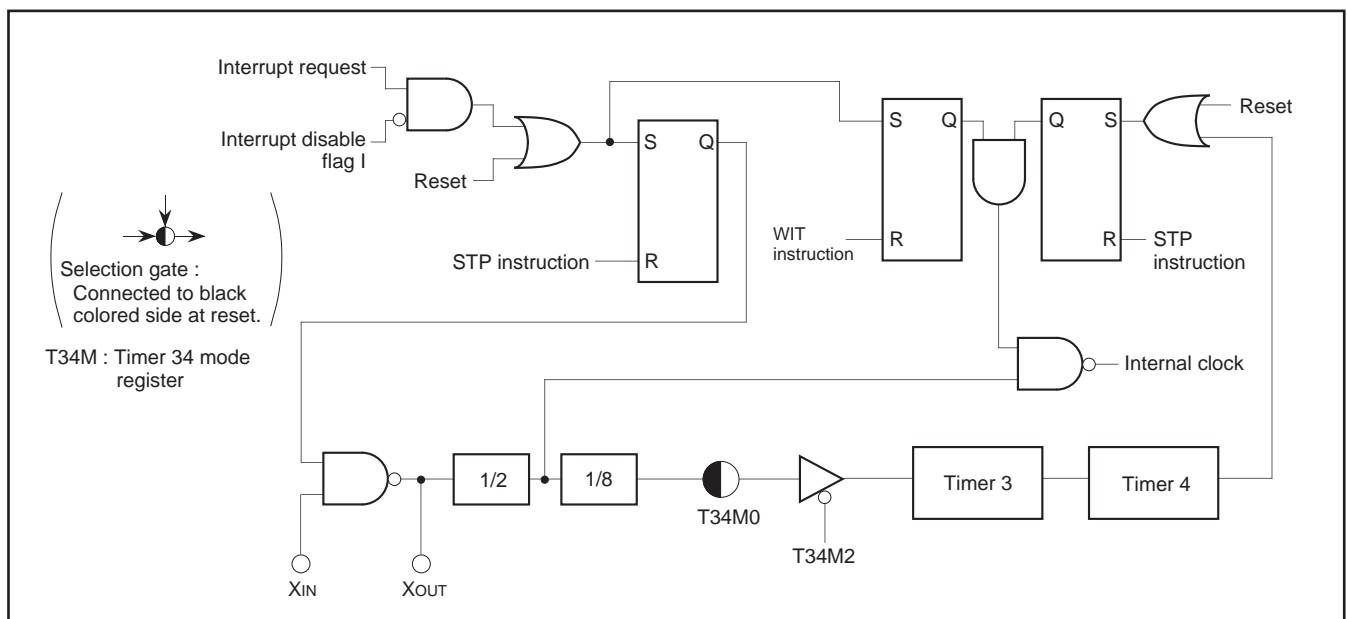 Interrupt request
Interrupt disable
flag I
Reset
S Q
STP instruction
R
S Q
WIT
instruction
R
Q S
Reset
R
STP
instruction
Selection gate :
Connected to black
colored side at reset.
T34M : Timer 34 mode
register
Internal clock
1/2
1/8
T34M0
T34M2
Timer 3
Timer 4
XIN
XOUT